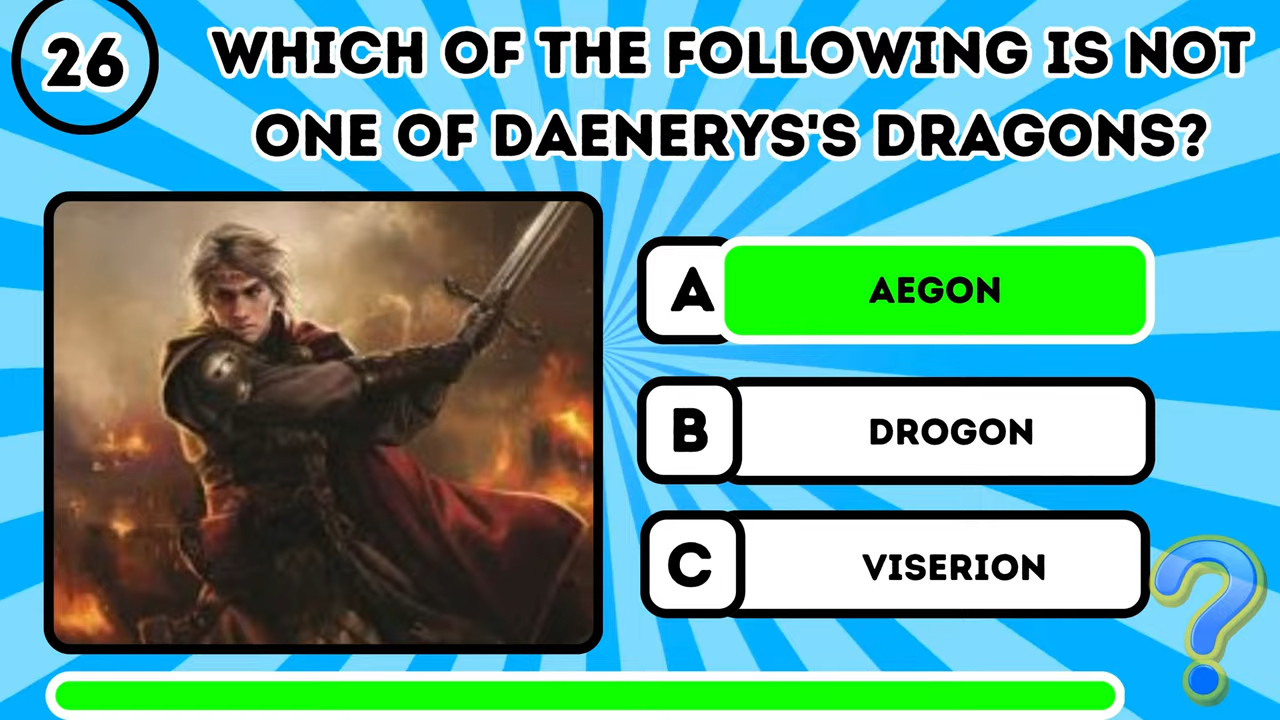 26
WHICH OF THE FOLLOWING IS NOT
ONE OF DAENERYS'S DRAGONS?
A AEGON
B DROGON
C VISERION